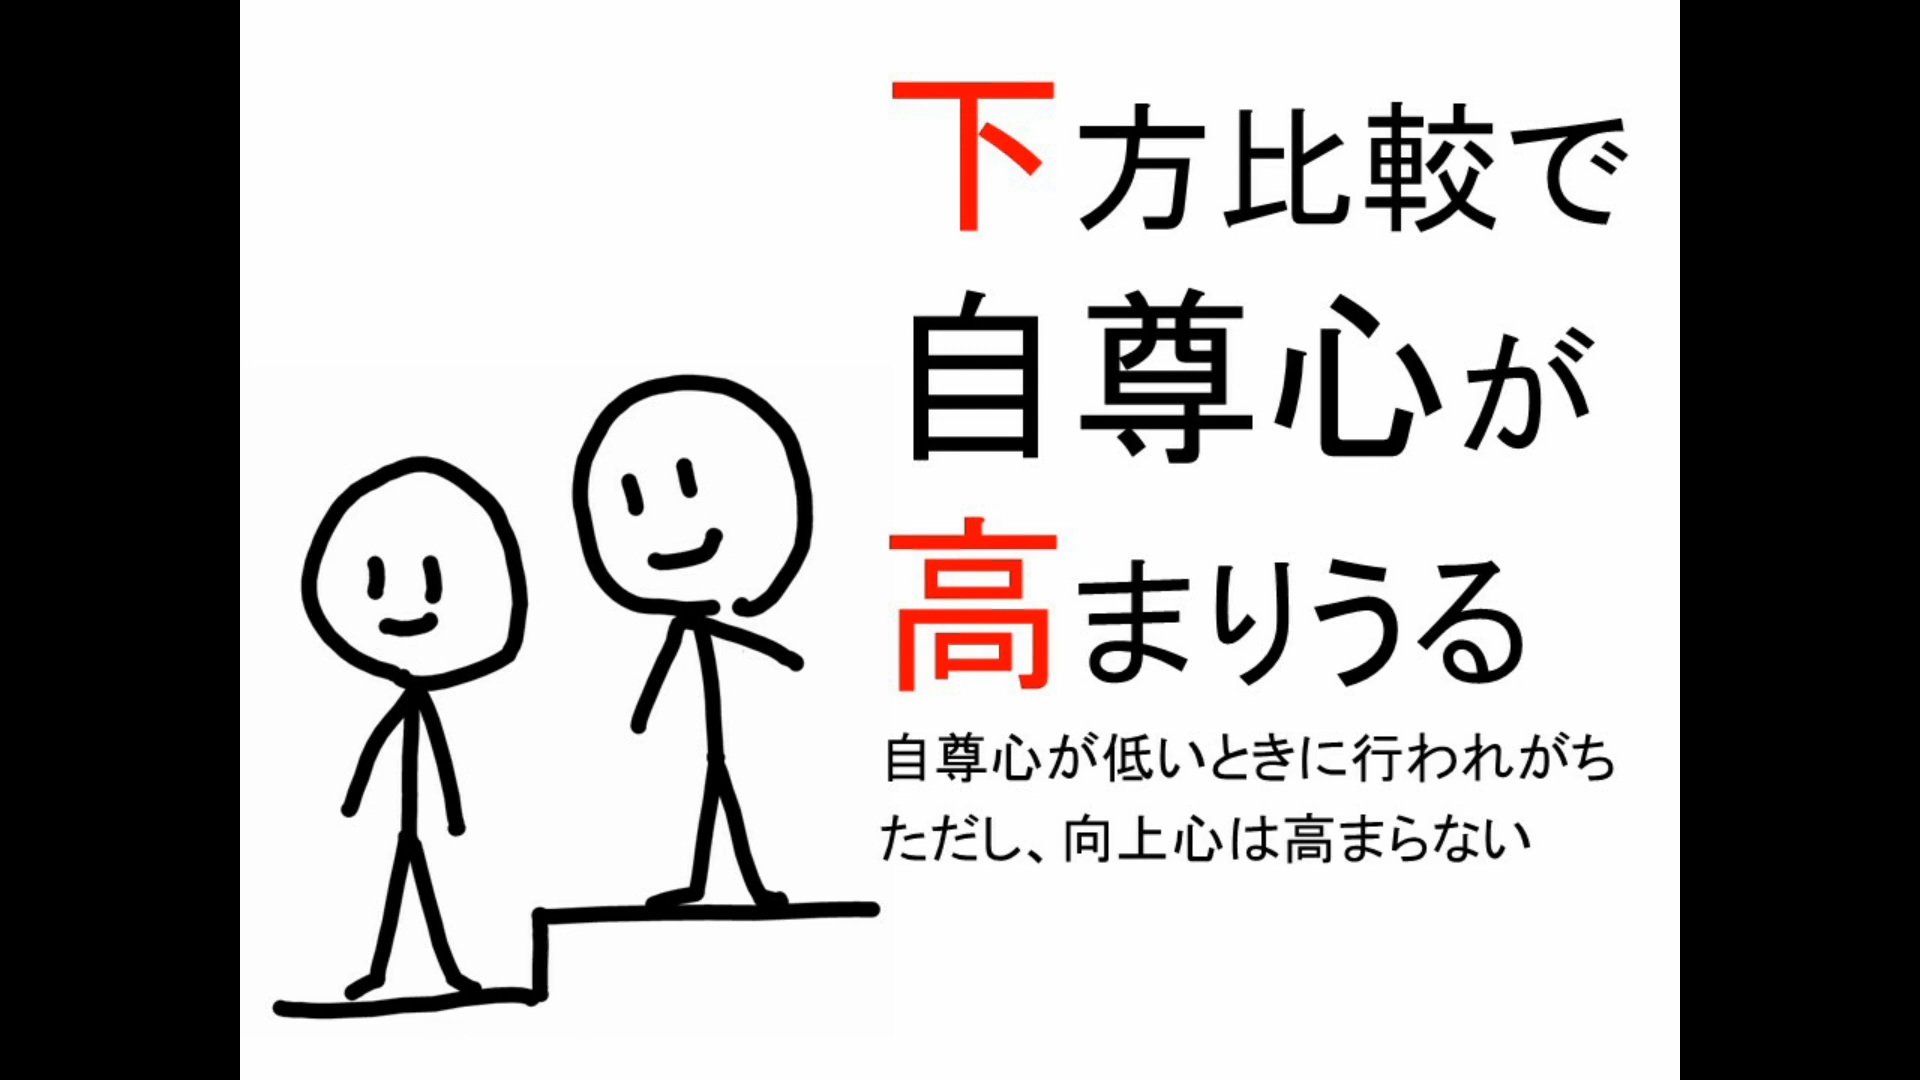 下方比較で
自尊心が
高まりうる
自尊心が低いときに行われがち
ただし、向上心は高まらない